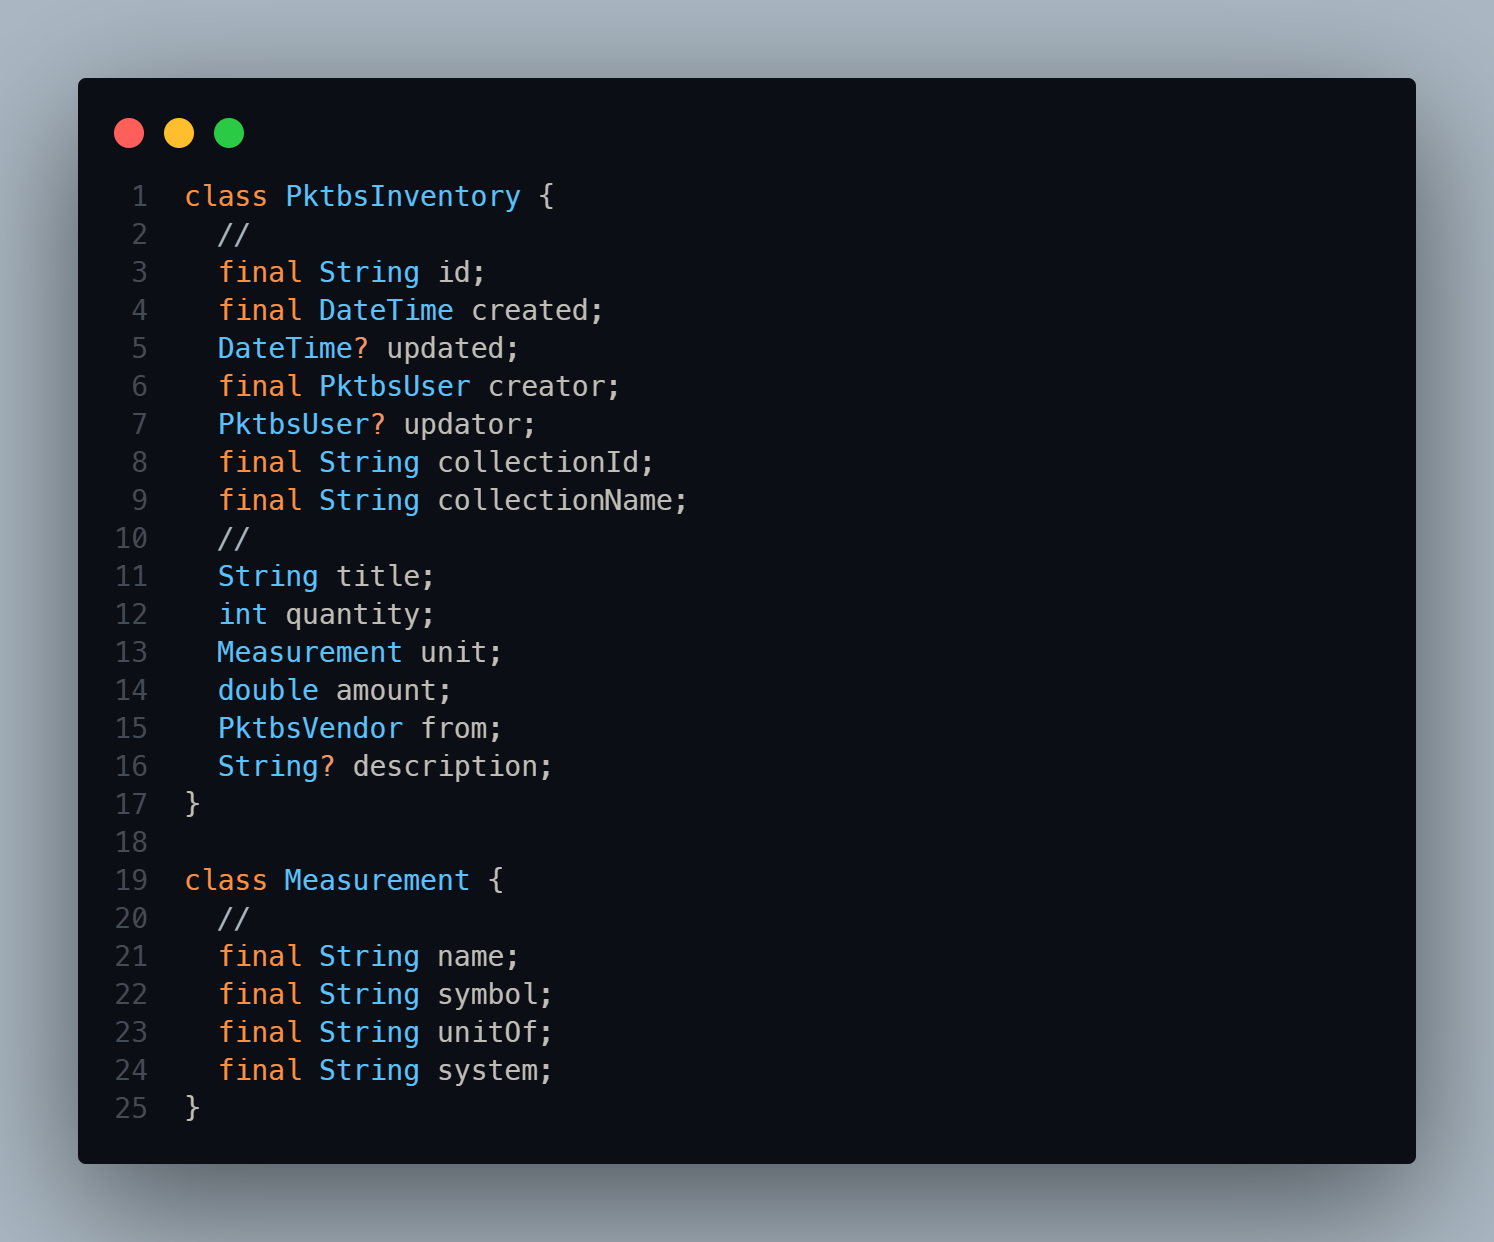 1 class PktbsInventory {
2   //
3   final String id;
4   final DateTime created;
5   DateTime? updated;
6   final PktbsUser creator;
7   PktbsUser? updator;
8   final String collectionId;
9   final String collectionName;
10   //
11   String title;
12   int quantity;
13   Measurement unit;
14   double amount;
15   PktbsVendor from;
16   String? description;
17 }
18
19 class Measurement {
20   //
21   final String name;
22   final String symbol;
23   final String unitOf;
24   final String system;
25 }